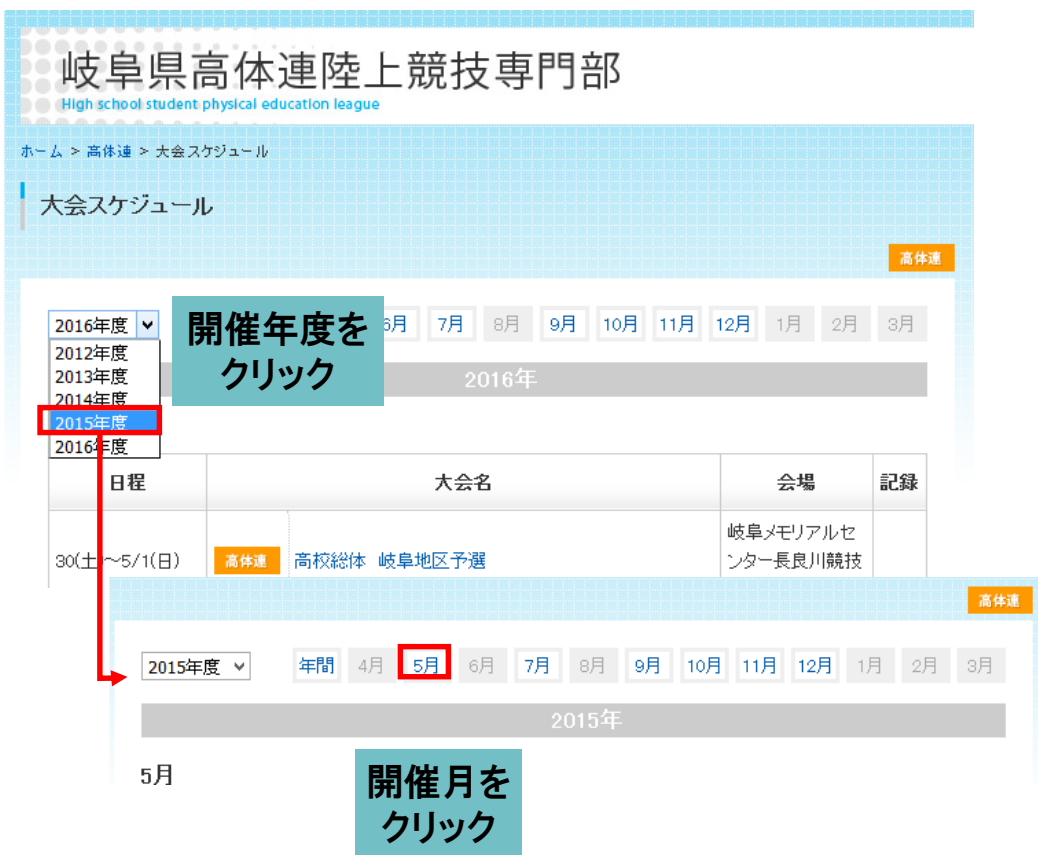 岐阜県高体連陸上競技専門部
High school student physical education league
ホーム > 高体連 > 大会スケジュール
大会スケジュール
高体連
2016年度
開催年度を
クリック
6月 7月 8月 9月 10月 11月 12月 1月 2月 3月
2012年度
2013年度
2014年度
2015年度
2016年度
2016年
日程 大会名 会場 記録
30(土)~5/1(日) 高体連 高校総体 岐阜地区予選 岐阜メモリアルセ
ンター長良川競技
高体連
2015年度 年間 4月 5月 6月 7月 8月 9月 10月 11月 12月 1月 2月 3月
2015年
5月
開催月を
クリック